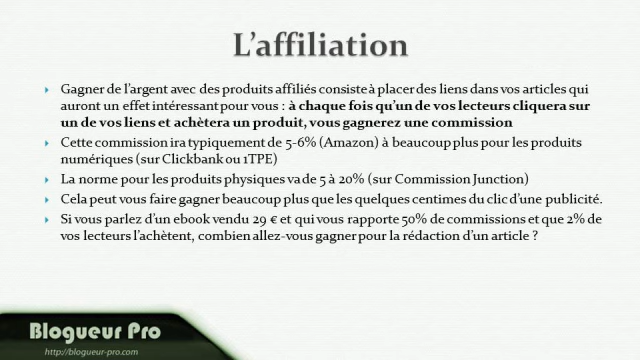 L'affiliation
Gagner de l'argent avec des produits affiliés consiste à placer des liens dans vos articles qui
auront un effet intéressant pour vous : à chaque fois qu'un de vos lecteurs cliquera sur
un de vos liens et achètera un produit, vous gagnerez une commission
Cette commission ira typiquement de 5-6% (Amazon) à beaucoup plus pour les produits
numériques (sur Clickbank ou 1TPE)
La norme pour les produits physiques va de 5 à 20% (sur Commission Junction)
Cela peut vous faire gagner beaucoup plus que les quelques centimes du clic d'une publicité.
Si vous parlez d'un ebook vendu 29 € et qui vous rapporte 50% de commissions et que 2% de
vos lecteurs l'achètent, combien allez-vous gagner pour la rédaction d'un article ?
Blogueur Pro
http://blogueur-pro.com